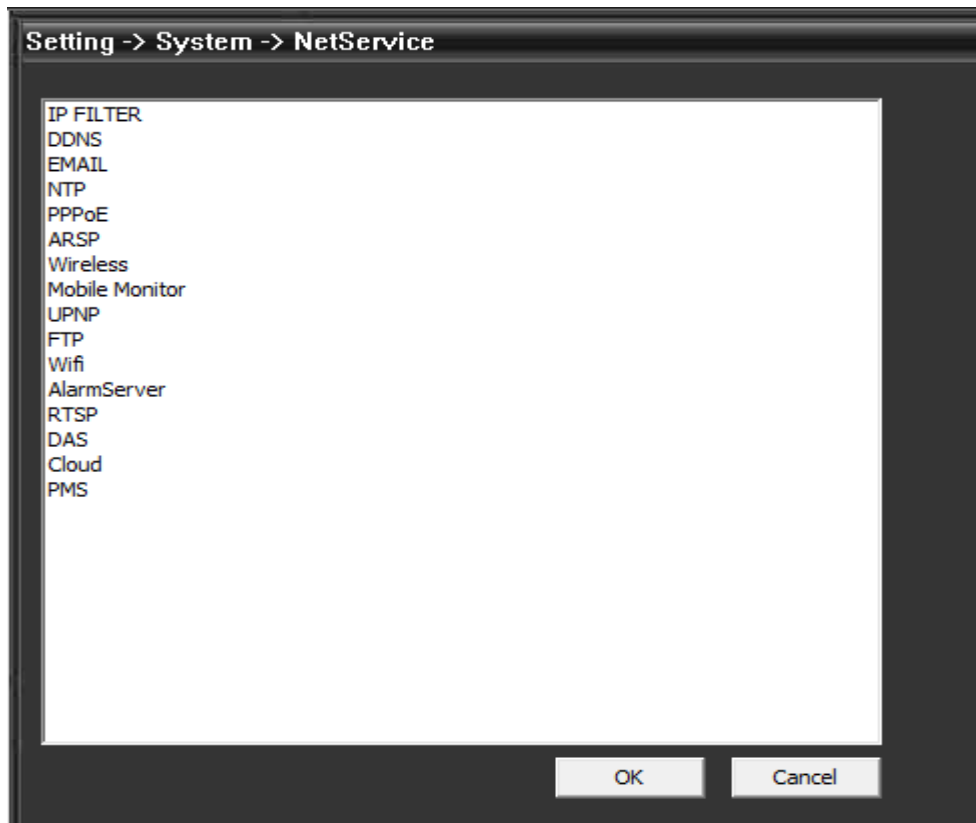 Setting -> System -> NetService
IP FILTER
DDNS
EMAIL
NTP
PPPoE
ARSP
Wireless
Mobile Monitor
UPNP
FTP
Wifi
AlarmServer
RTSP
DAS
Cloud
PMS
OK Cancel